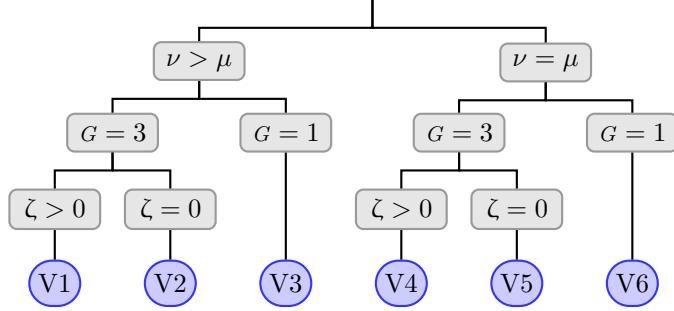 ν > μ ν = μ
G = 3 G = 1 G = 3 G = 1
ζ > 0 ζ = 0 ζ > 0 ζ = 0
V1 V2 V3 V4 V5 V6